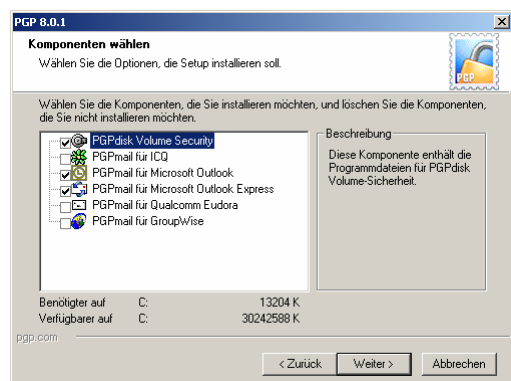 PGP 8.0.1
Komponenten wählen
Wählen Sie die Optionen, die Setup installieren soll.
PGP
Wählen Sie die Komponenten, die Sie installieren möchten, und löschen Sie die Komponenten,
die Sie nicht installieren möchten.
PGPdisk Volume Security
PGPmail für ICQ
PGPmail für Microsoft Outlook
PGPmail für Microsoft Outlook Express
PGPmail für Qualcomm Eudora
PGPmail für GroupWise
Beschreibung
Diese Komponente enthält die
Programmdateien für PGPdisk
Volume-Sicherheit.
Benötigter auf C: 13204 K
Verfügbarer auf C: 30242588 K
pgp.com
< Zurück Weiter > Abbrechen